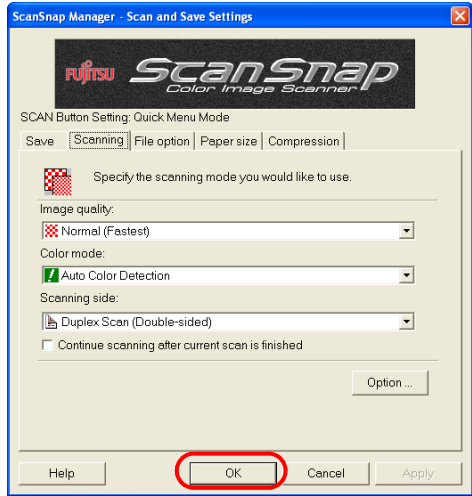 ScanSnap Manager - Scan and Save Settings
FUJITSU ScanSnap
Color Image Scanner
SCAN Button Setting: Quick Menu Mode
Save Scanning File option Paper size Compression
Specify the scanning mode you would like to use.
Image quality:
Normal (Fastest)
Color mode:
Auto Color Detection
Scanning side:
Duplex Scan (Double-sided)
Continue scanning after current scan is finished
Option ...
Help OK Cancel Apply